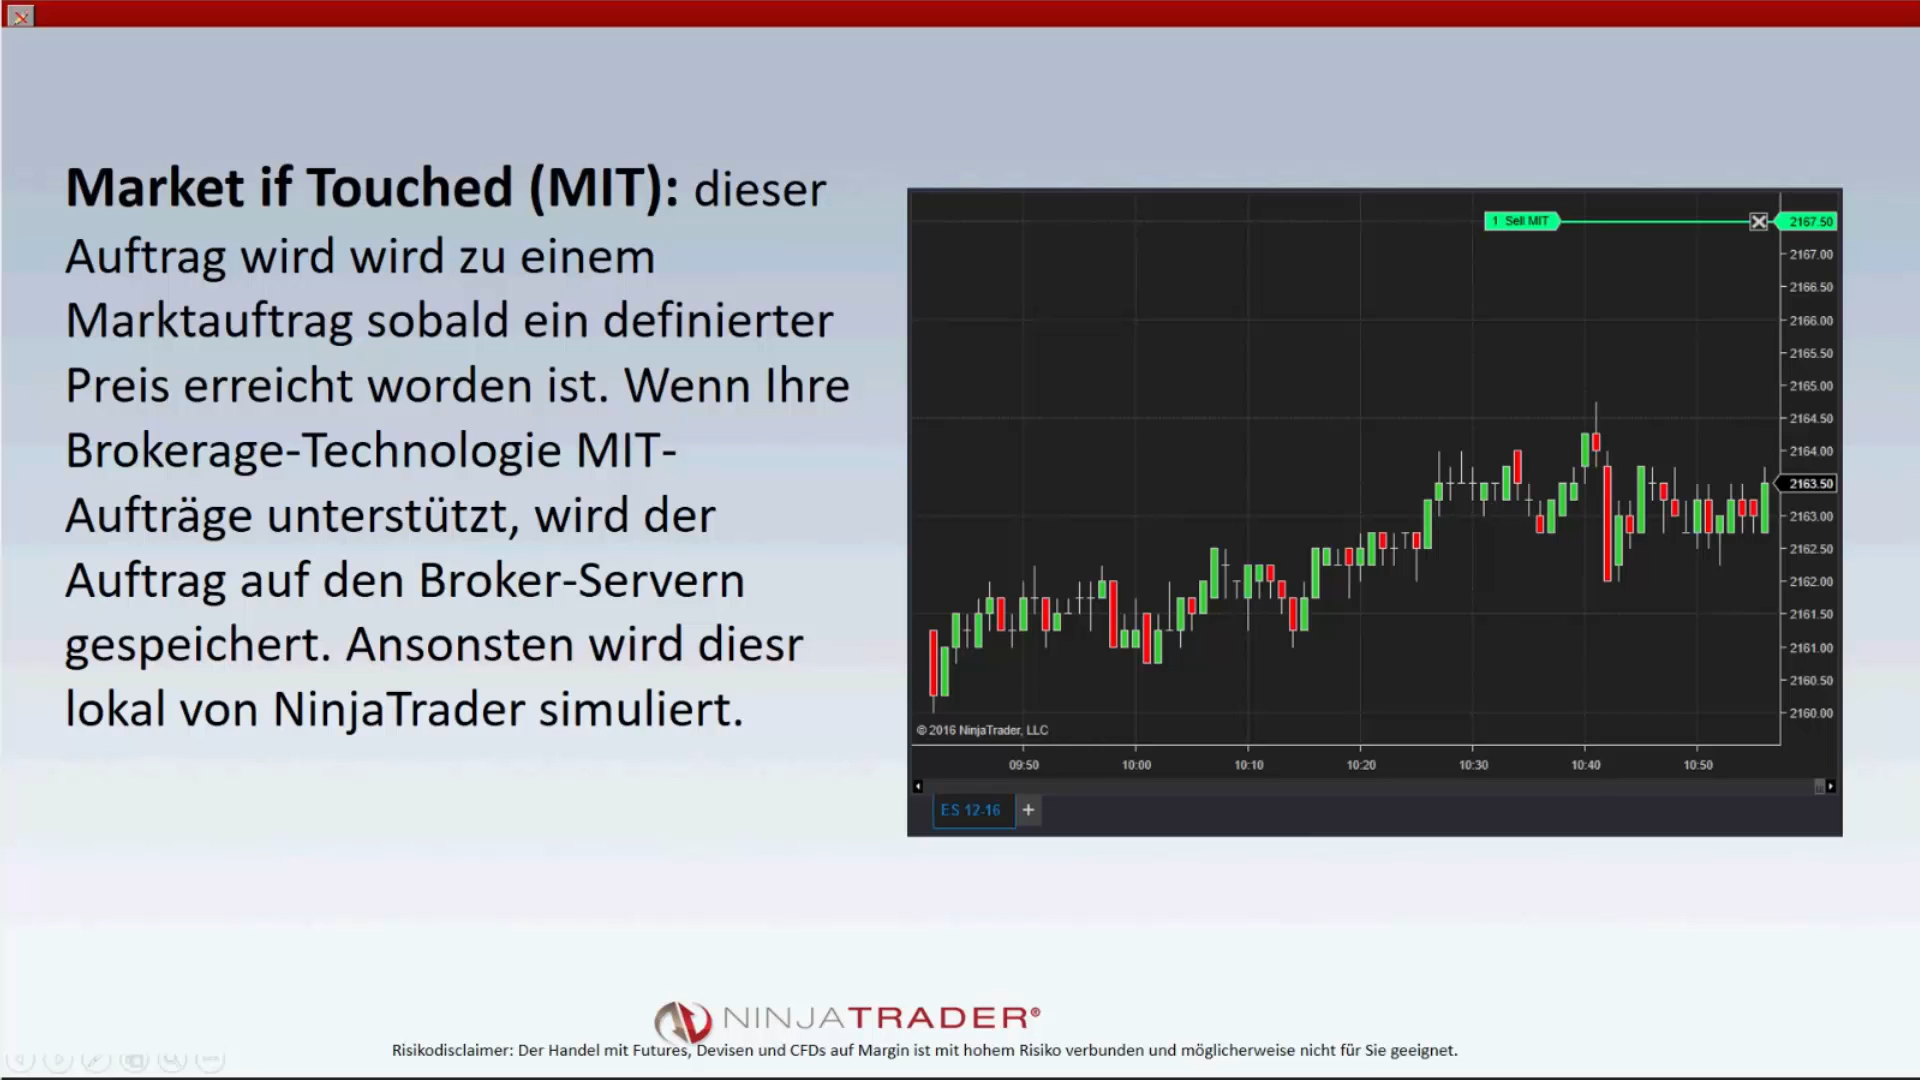 Market if Touched (MIT): dieser
Auftrag wird wird zu einem
Marktauftrag sobald ein definierter
Preis erreicht worden ist. Wenn Ihre
Brokerage-Technologie MIT-
Aufträge unterstützt, wird der
Auftrag auf den Broker-Servern
gespeichert. Ansonsten wird diesr
lokal von NinjaTrader simuliert.
1 Sell MIT
2167.50
2167.00
2166.50
2166.00
2165.50
2165.00
2164.50
2164.00
2163.50
2163.00
2162.50
2162.00
2161.50
2161.00
2160.50
2160.00
© 2016 NinjaTrader, LLC
09:50 10:00 10:10 10:20 10:30 10:40 10:50
ES 12-16 +
NINJATRADER®
Risikodisclaimer: Der Handel mit Futures, Devisen und CFDs auf Margin ist mit hohem Risiko verbunden und möglicherweise nicht für Sie geeignet.